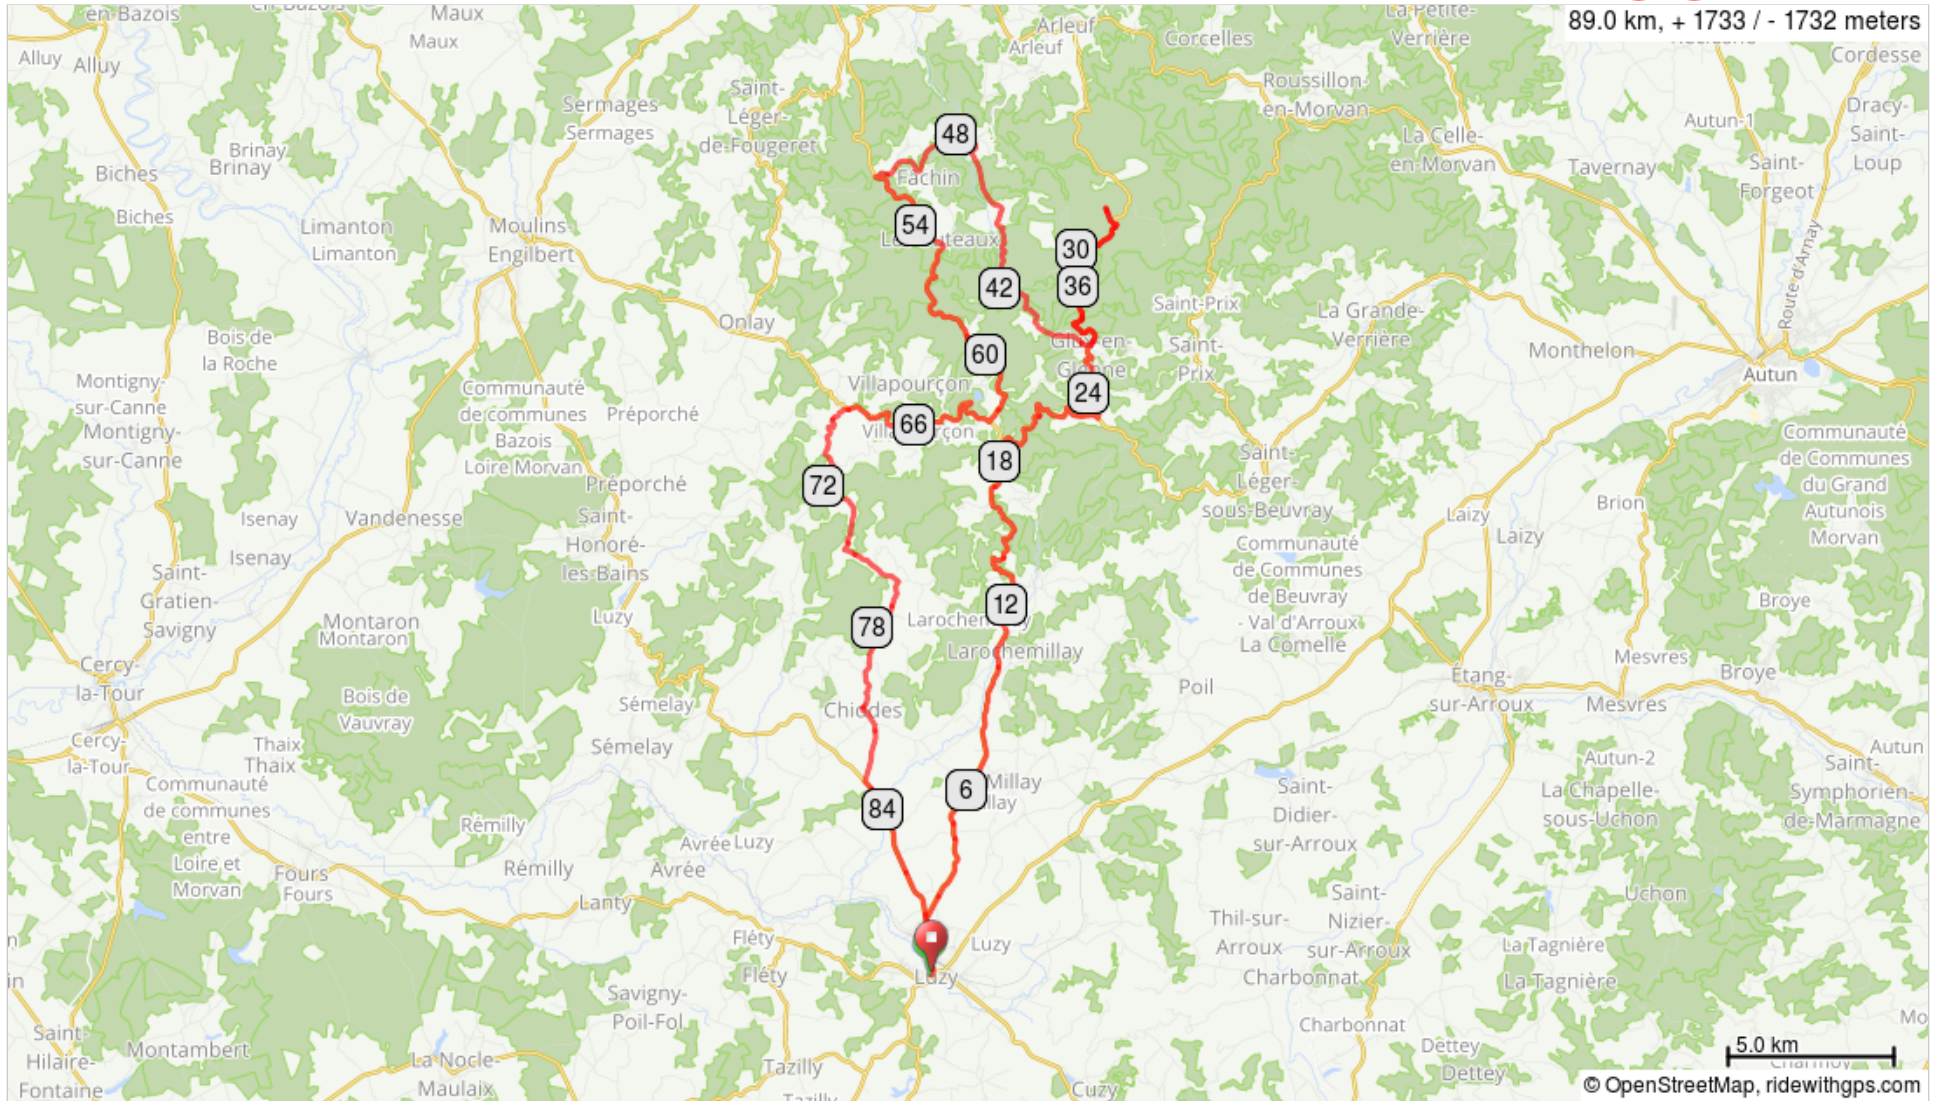 en-Bazois
en-Bazois
Maux
Maux
Arleuf
Arleuf
La Petite-
Verrière
89.0 km, + 1733 / - 1732 meters
Alluy
Alluy
Corcelles
Cordesse
Saint-
Léger-
de-Fougeret
Sermages
Sermages
Roussillon-
en-Morvan
La Celle-
en-Morvan
Autun-1
Dracy-
Saint-
Loup
Brinay
Brinay
Biches
Biches
48
Fâchin
Tavernay
Saint-
Forgeot
Limanton
Limanton
Moulins-
Engilbert
54
30
36
42
Route d'Arnay
Saint-Prix
Saint-
Prix
La Grande-
Verrière
Monthelon
Autun
Onlay
Bois de
la Roche
60
Glonne
24
Montigny-
sur-Canne
Montigny-
sur-Canne
Communauté
de communes
Bazois
Loire Morvan
Préporché
Préporché
Villapourçon
66
18
72
Saint-
Léger-
sous-Beuvray
Communauté
de Communes
du Grand
Autunois
Morvan
Brion
Laizy
Laizy
Isenay
Isenay
Vandenesse
Saint-
Honoré-
les-Bains
Communauté
de Communes
de Beuvray
- Val d'Arroux
La Comelle
Saint-
Gratien-
Savigny
Luzy
Montaron
Montaron
12
78
Larochemillay
Broye
Broye
Mesvres
Mesvres
Cercy-
la-Tour
Cercy-
la-Tour
Bois de
Vauvray
Sémelay
Sémelay
Poil
Étang-
sur-Arroux
Chiddes
Thaix
Thaix
Communauté
de communes
entre
Loire et
Morvan
6
Millay
84
Saint-
Didier-
sur-Arroux
Autun-2
Autun
La Chapelle-
sous-Uchon
Saint-
Symphorien-
de-Marmagne
Rémilly
Rémilly
Avrée
Luzy
Avrée
Fours
Fours
Lanty
Uchon
Saint-
Nizier-
sur-Arroux
Thil-sur-
Arroux
Charbonnat
Charbonnat
La Tagnière
La Tagnière
Fléty
Fléty
Luzy
Luzy
Savigny-
Poil-Fol
Saint-
Hilaire-
Fontaine
Montambert
La Nocle-
Maulaix
Tazilly
Tazilly
Cuzy
Dettey
Dettey
5.0 km
© OpenStreetMap, ridewithgps.com